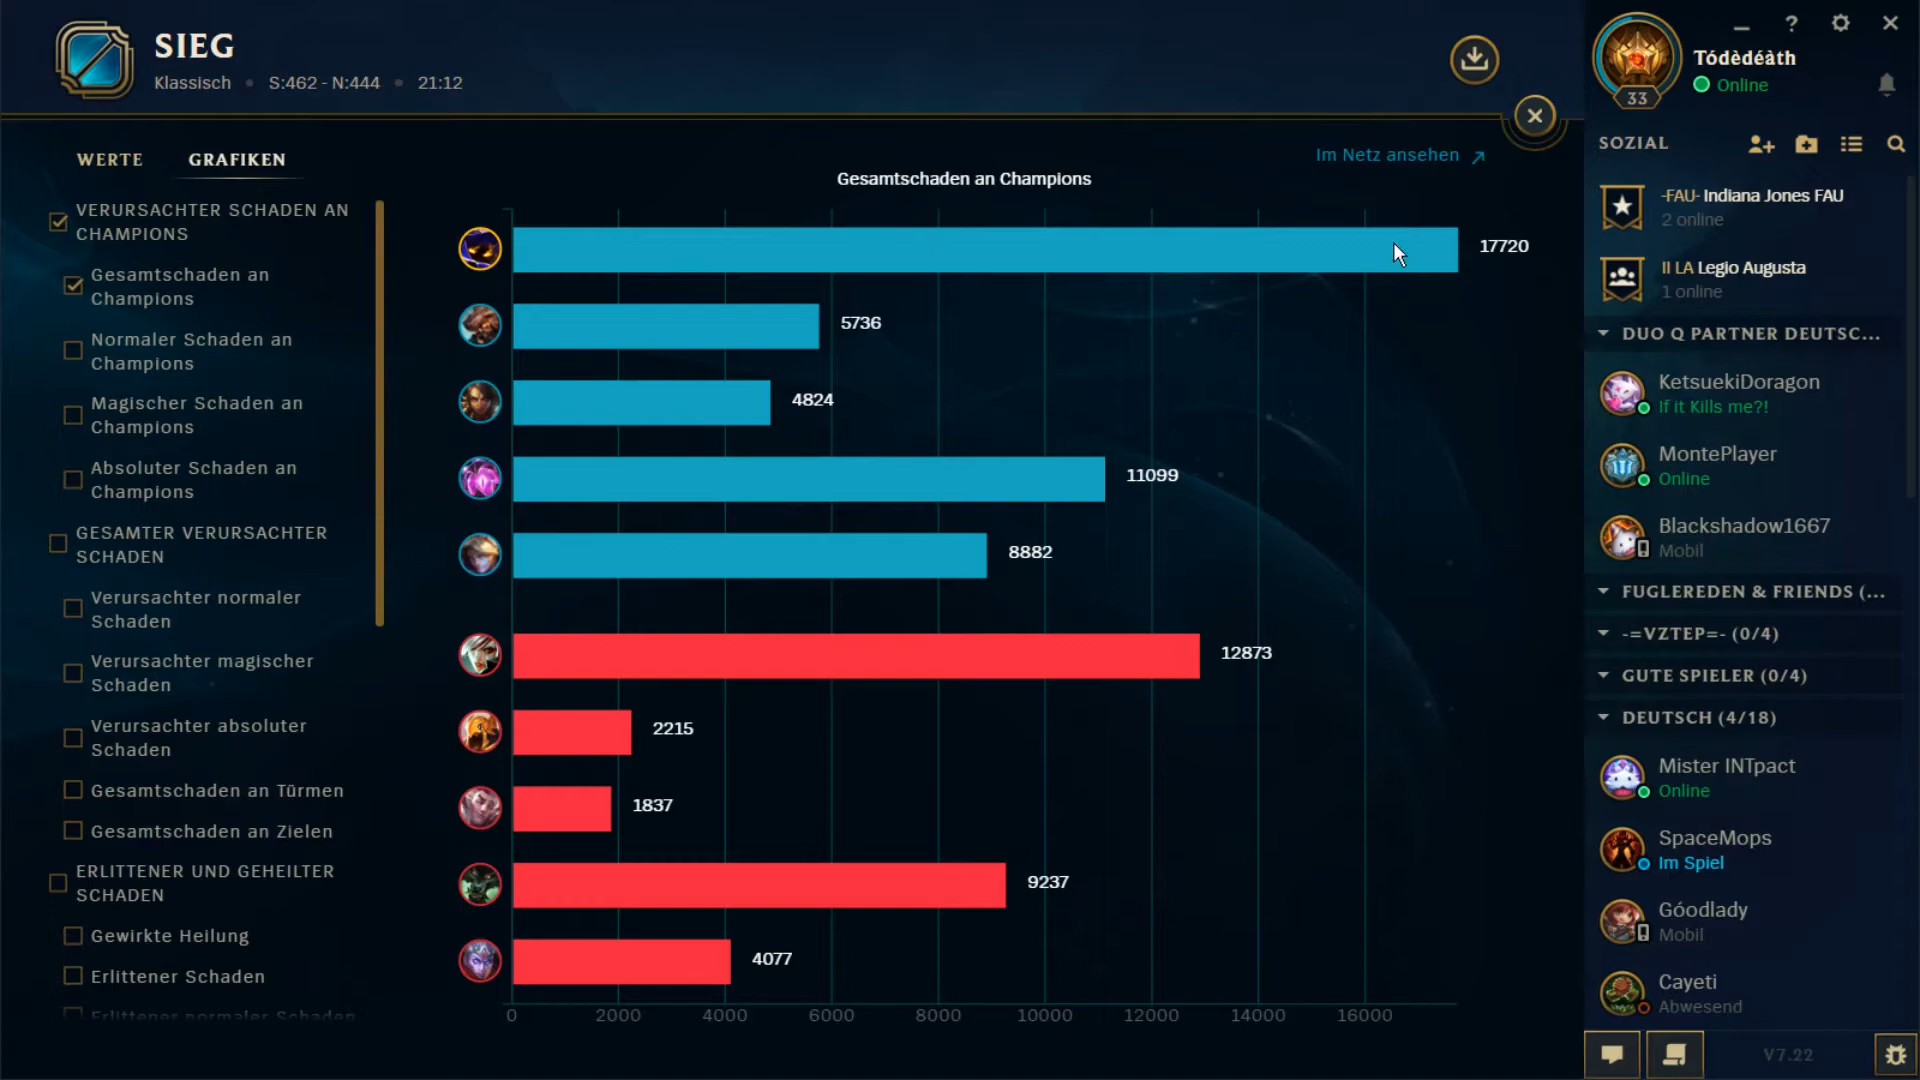 SIEG
Klassisch • S:462 - N:444 • 21:12
WERTE GRAFIKEN
Im Netz ansehen
VERURSACHTER SCHADEN AN
CHAMPIONS
Gesamtschaden an
Champions
Normaler Schaden an
Champions
Magischer Schaden an
Champions
Absoluter Schaden an
Champions
GESAMTER VERURSACHTER
SCHADEN
Verursachter normaler
Schaden
Verursachter magischer
Schaden
Verursachter absoluter
Schaden
Gesamtschaden an Türmen
Gesamtschaden an Zielen
ERLITTENER UND GEHEILTER
SCHADEN
Gewirkte Heilung
Erlittener Schaden
Erlittener normaler Schaden
Gesamtschaden an Champions
17720
5736
4824
11099
8882
12873
2215
1837
9237
4077
0 2000 4000 6000 8000 10000 12000 14000 16000
Tódèdéàth
Online
33
SOZIAL
-FAU- Indiana Jones FAU
2 online
II LA Legio Augusta
1 online
DUO Q PARTNER DEUTSC...
KetsuekiDoragon
If it Kills me?!
MontePlayer
Online
Blackshadow1667
Mobil
FUGLEREDEN & FRIENDS (...
-=VZTEP=- (0/4)
GUTE SPIELER (0/4)
DEUTSCH (4/18)
Mister INTpact
Online
SpaceMops
Im Spiel
Góodlady
Mobil
Cayeti
Abwesend
V7.22